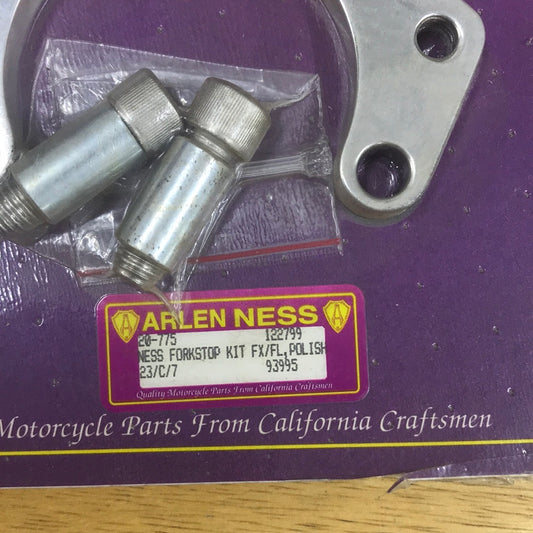 ARLEN NESS
20-775 122799
NESS FORKSTOP KIT FX/FL,POLISH
23/C/7 93995
Quality Motorcycle Parts From California Craftsmen
Motorcycle Parts From California Craftsmen